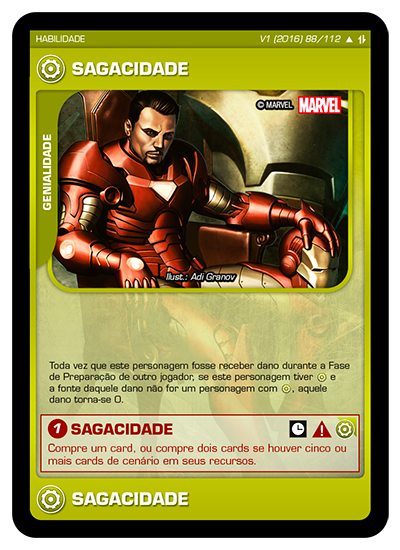 HABILIDADE V1 (2016) 88/112
SAGACIDADE
© MARVEL MARVEL
GENIALIDADE
Ilust.: Adi Granov
Toda vez que este personagem fosse receber dano durante a Fase
de Preparação de outro jogador, se este personagem tiver e
a fonte daquele dano não for um personagem com , aquele
dano torna-se 0.
1 SAGACIDADE
Compre um card, ou compre dois cards se houver cinco ou
mais cards de cenário em seus recursos.
SAGACIDADE